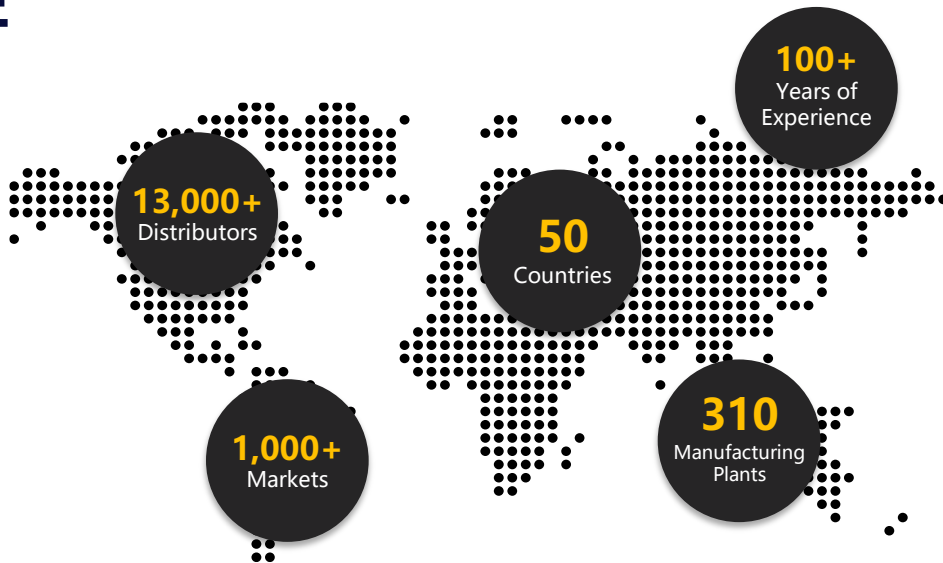 100+
Years of
Experience
13,000+
Distributors
50
Countries
310
Manufacturing
Plants
1,000+
Markets